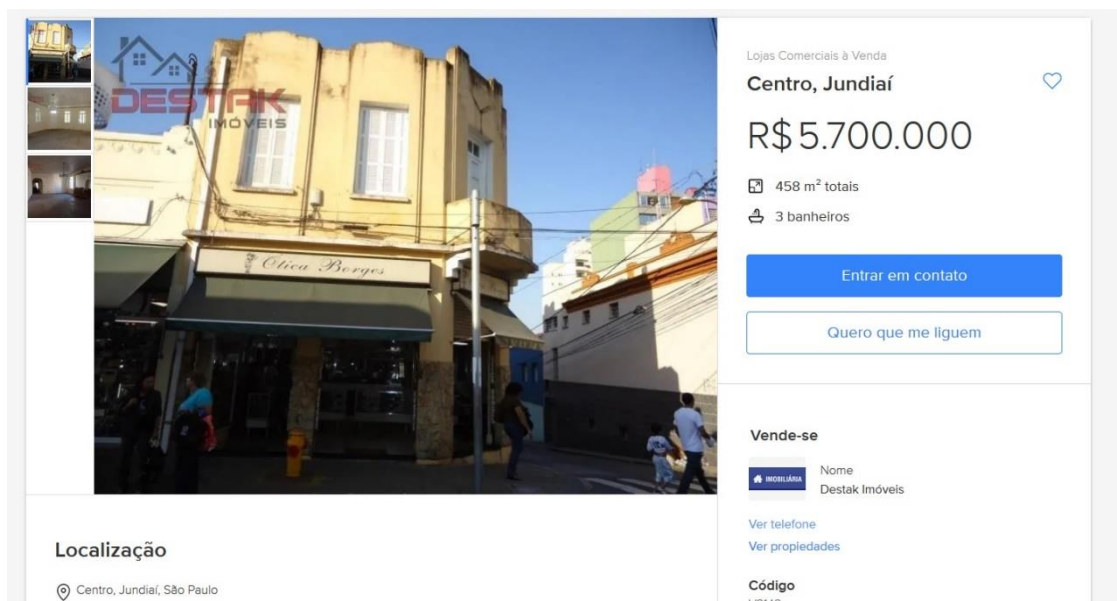 DESTAK
IMÓVEIS
Otica Borges
Lojas Comerciais à Venda
Centro, Jundiaí
R$ 5.700.000
458 m² totais
3 banheiros
Entrar em contato
Quero que me liguem
Vende-se
IMOBILIÁRIA
Nome
Destak Imóveis
Ver telefone
Ver propiedades
Código
Localização
Centro, Jundiaí, São Paulo